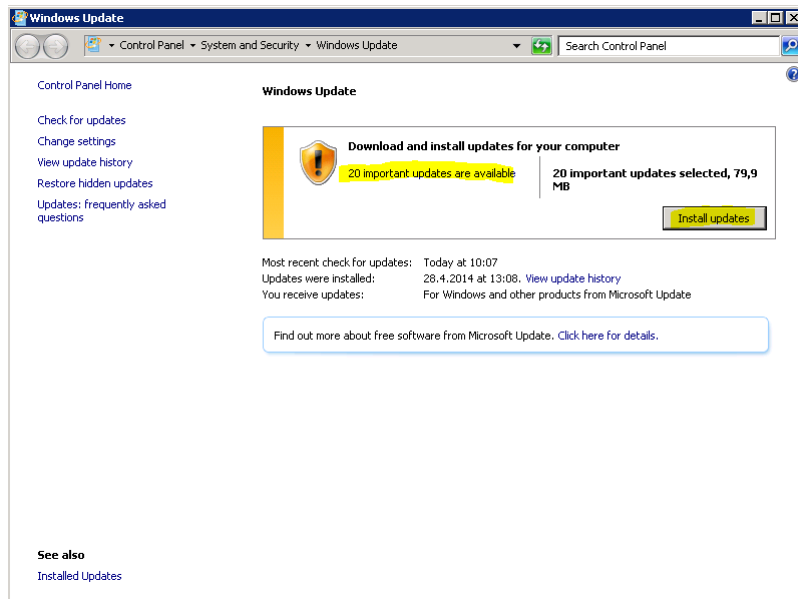 Windows Update
Control Panel System and Security Windows Update
Search Control Panel
Control Panel Home
Check for updates
Change settings
View update history
Restore hidden updates
Updates: frequently asked
questions
Windows Update
Download and install updates for your computer
20 important updates are available
20 important updates selected, 79,9
MB
Install updates
Most recent check for updates: Today at 10:07
Updates were installed: 28.4.2014 at 13:08. View update history
You receive updates: For Windows and other products from Microsoft Update
Find out more about free software from Microsoft Update. Click here for details.
See also
Installed Updates